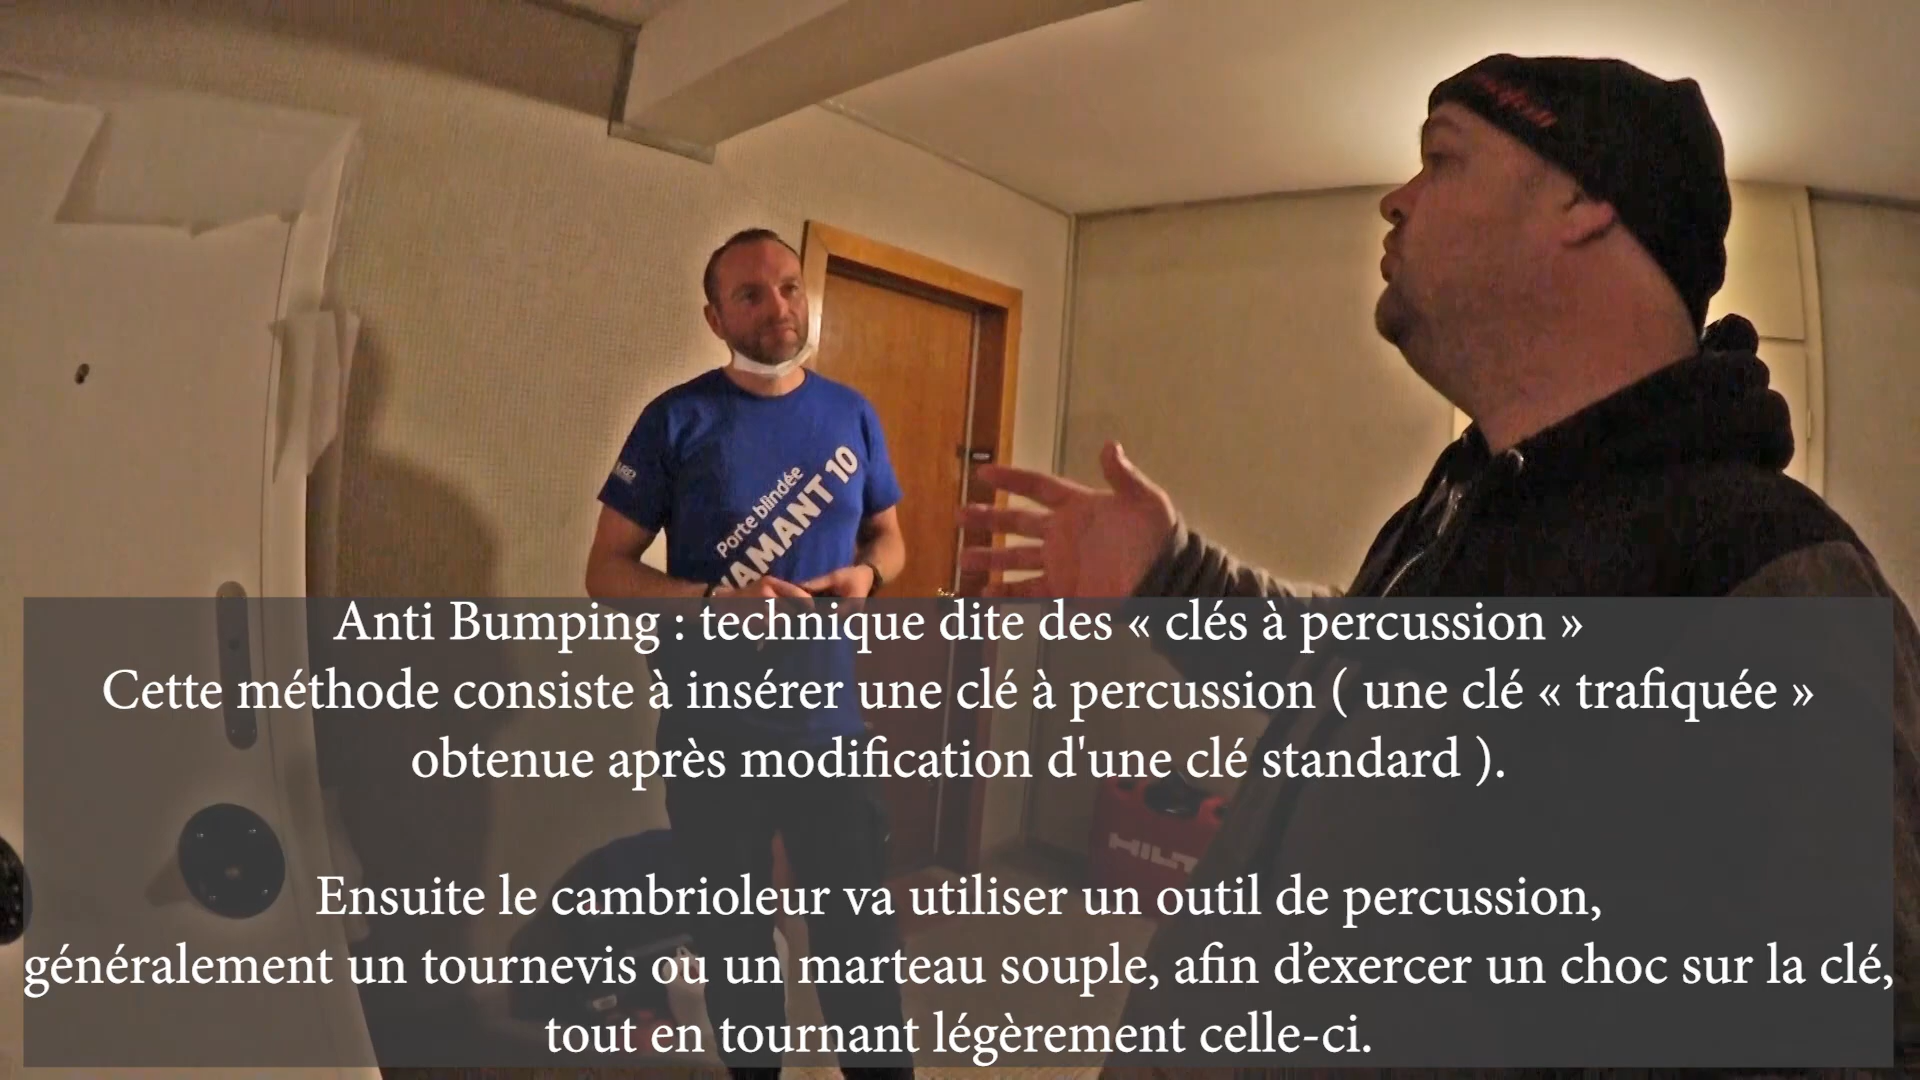 Porte blindée
IAMANT 10
Anti Bumping : technique dite des « clés à percussion »
Cette méthode consiste à insérer une clé à percussion ( une clé « trafiquée »
obtenue après modification d'une clé standard ).
Ensuite le cambrioleur va utiliser un outil de percussion,
généralement un tournevis ou un marteau souple, afin d’exercer un choc sur la clé,
tout en tournant légèrement celle-ci.